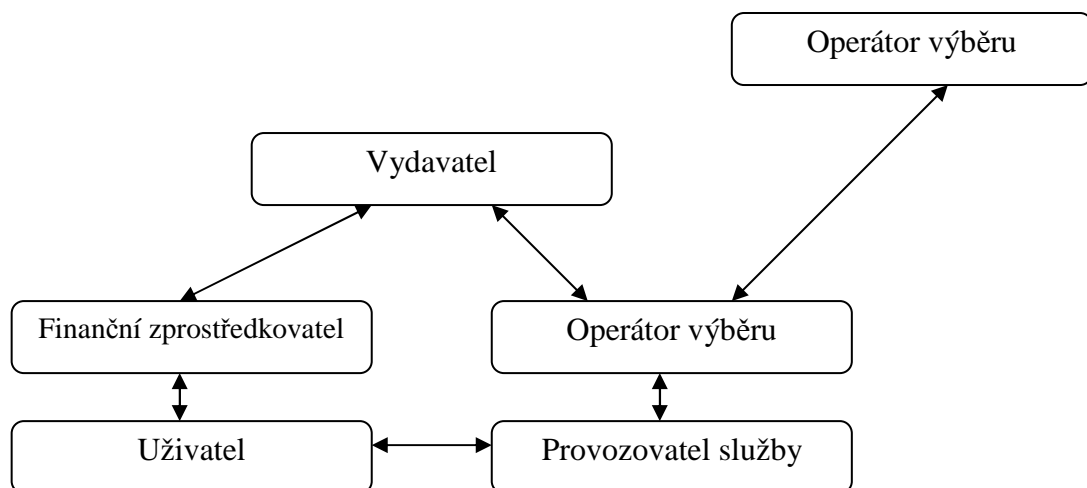 Operátor výběru
Vydavatel
Finanční zprostředkovatel
Operátor výběru
Uživatel
Provozovatel služby